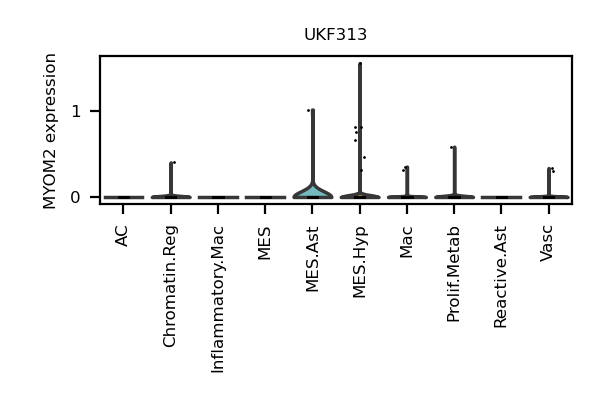 UKF313
MYOM2 expression
1
0
AC
Chromatin.Reg
Inflammatory.Mac
MES
MES.Ast
MES.Hyp
Mac
Prolif.Metab
Reactive.Ast
Vasc